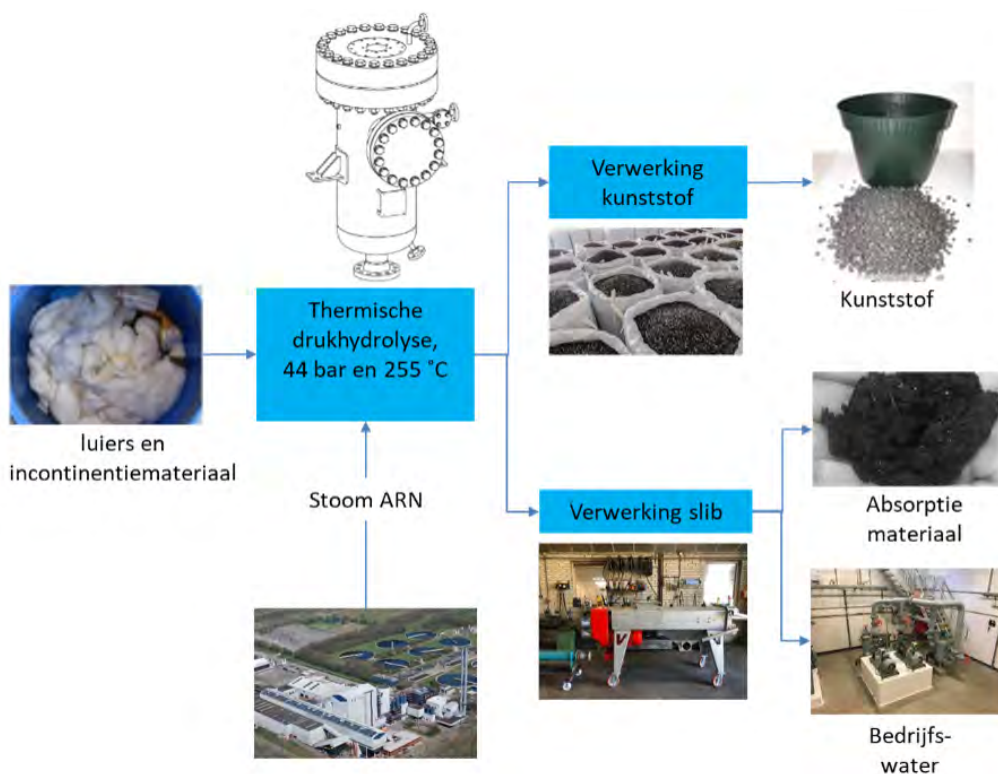 luiers en
incontinentiemateriaal
Thermische
drukhydrolyse,
44 bar en 255 ˚C
Stoom ARN
Verwerking
kunststof
Kunststof
Verwerking slib
Absorptie
materiaal
Bedrijfs-
water